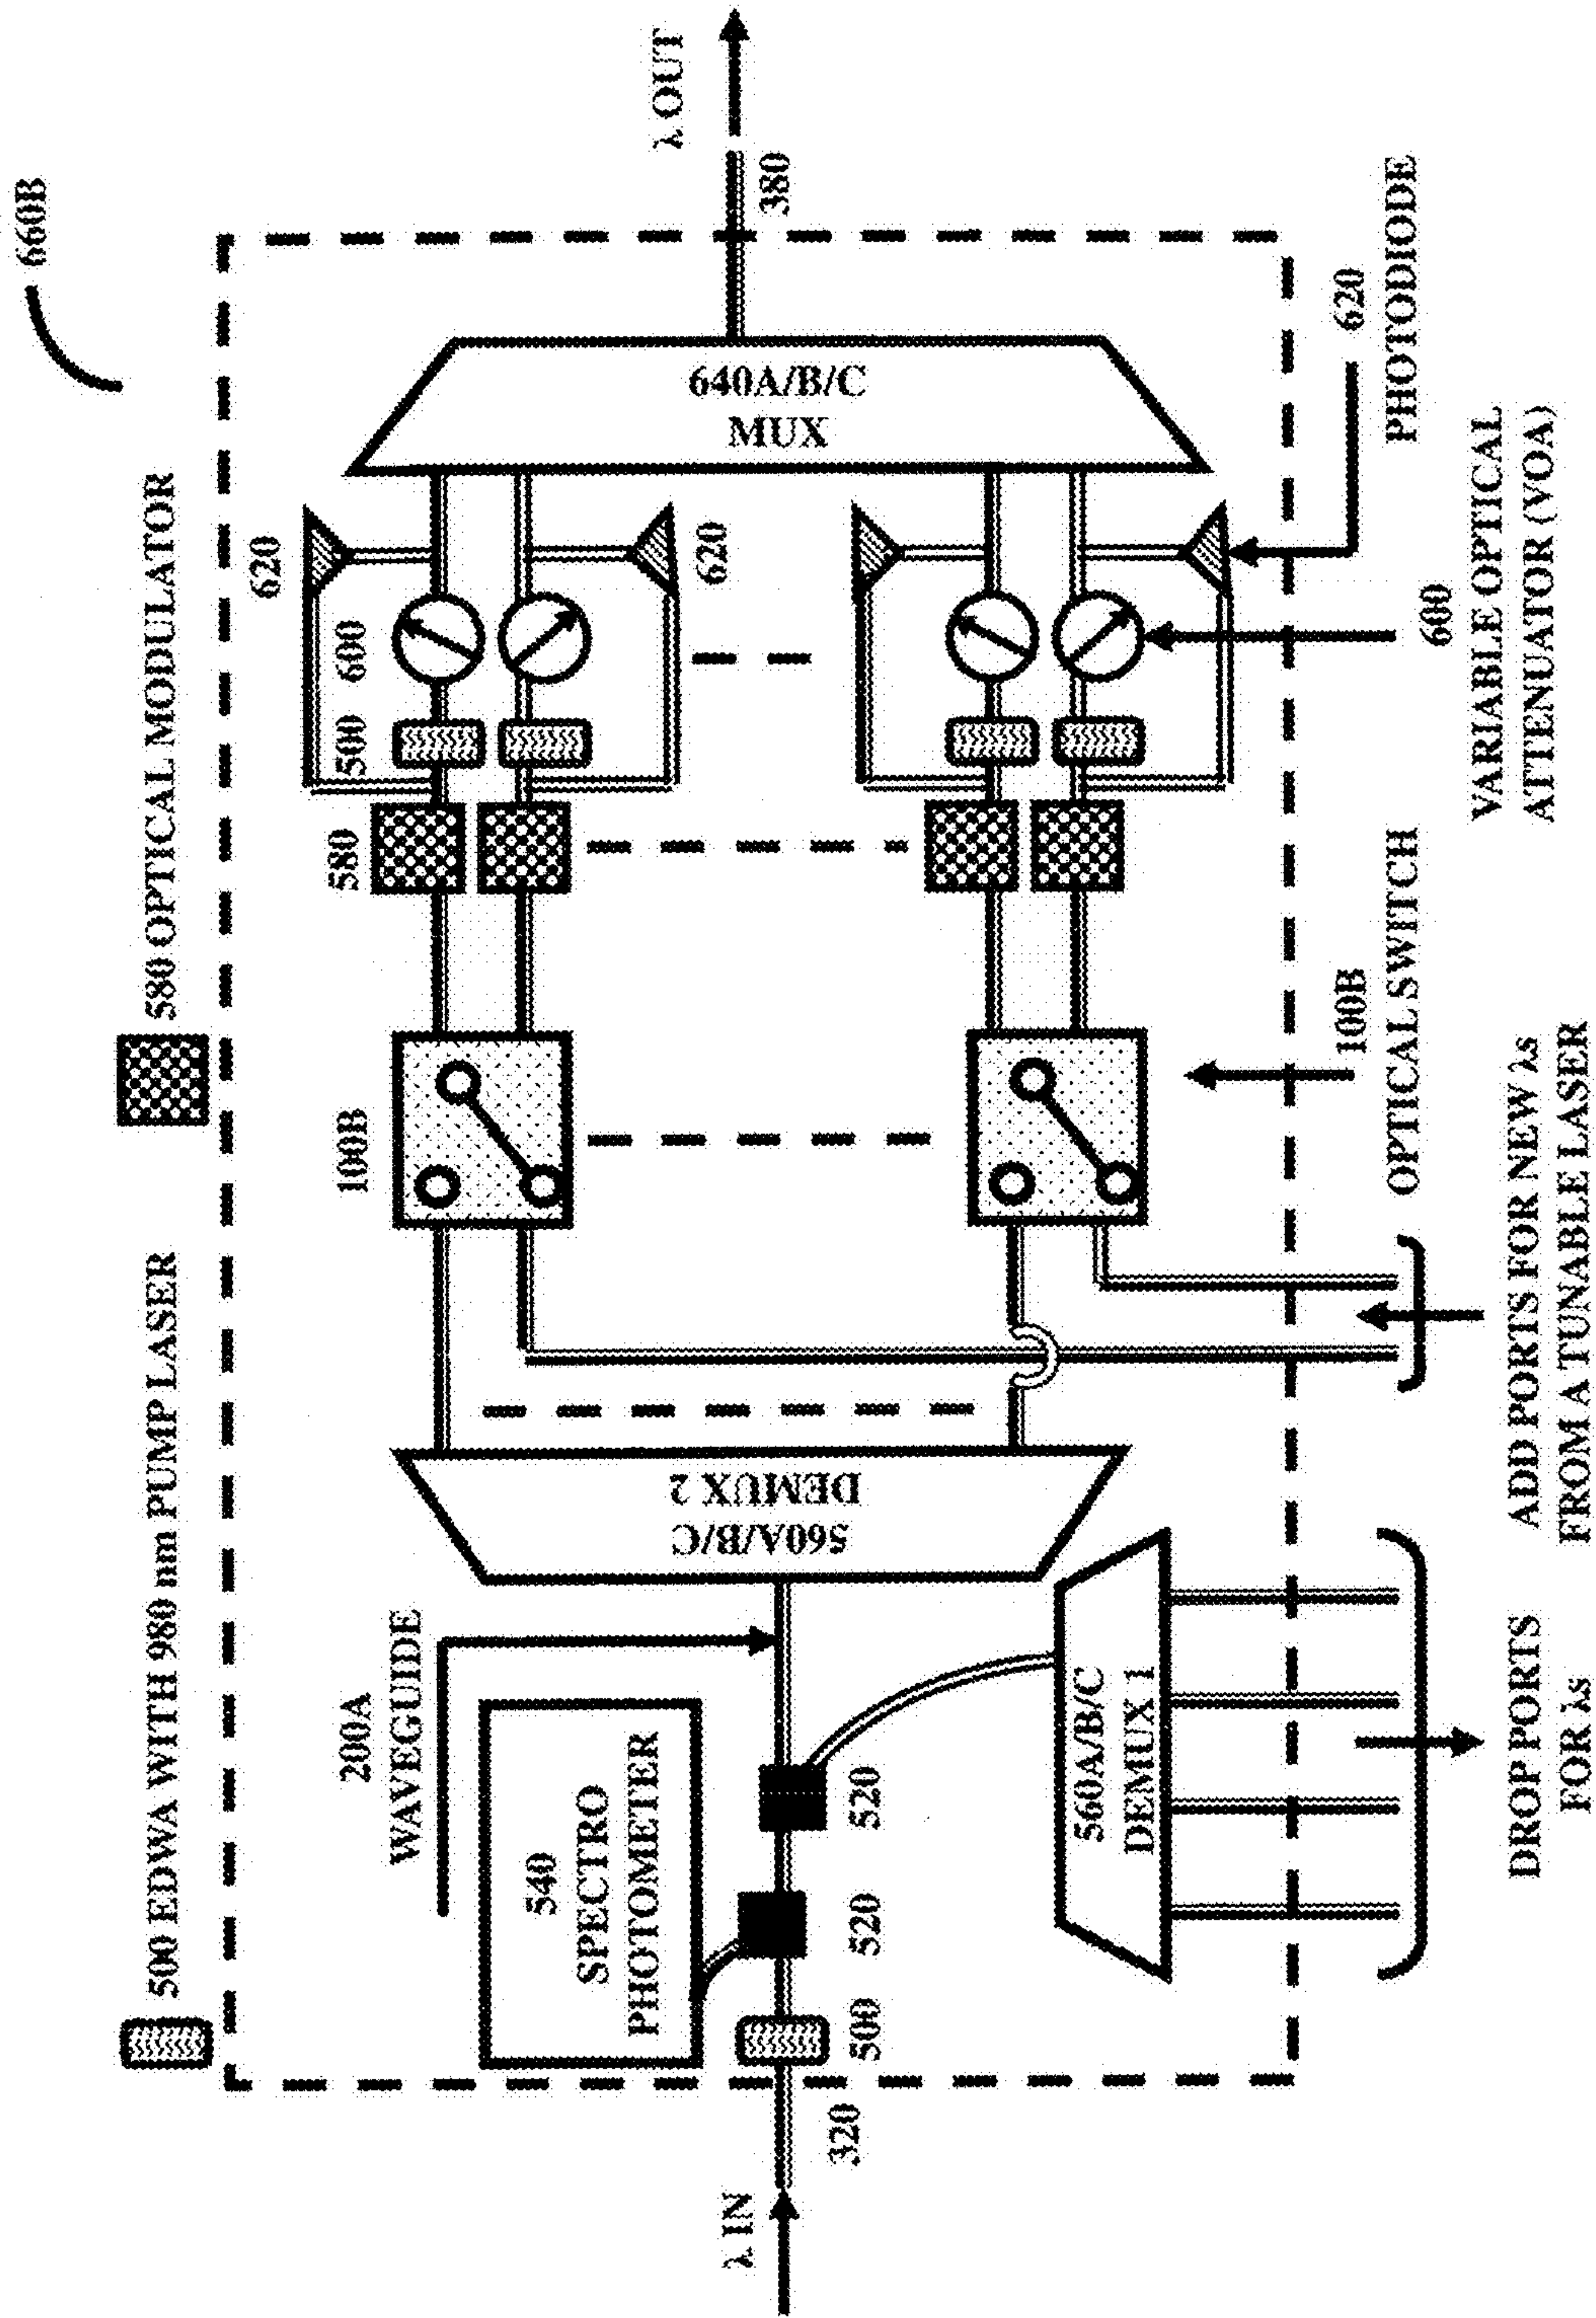 660B
500 EDWA WITH 980 nm PUMP LASER
580 OPTICAL MODULATOR
200A
WAVEGUIDE
540
SPECTRO
PHOTOMETER
λ IN
320
500
520
520
560A/B/C
DEMUX 1
560A/B/C
DEMUX 2
100B
580
500
600
620
620
640A/B/C
MUX
λ OUT
380
DROP PORTS
FOR λs
ADD PORTS FOR NEW λs
FROM A TUNABLE LASER
100B
OPTICAL SWITCH
600
VARIABLE OPTICAL
ATTENUATOR (VOA)
620
PHOTODIODE